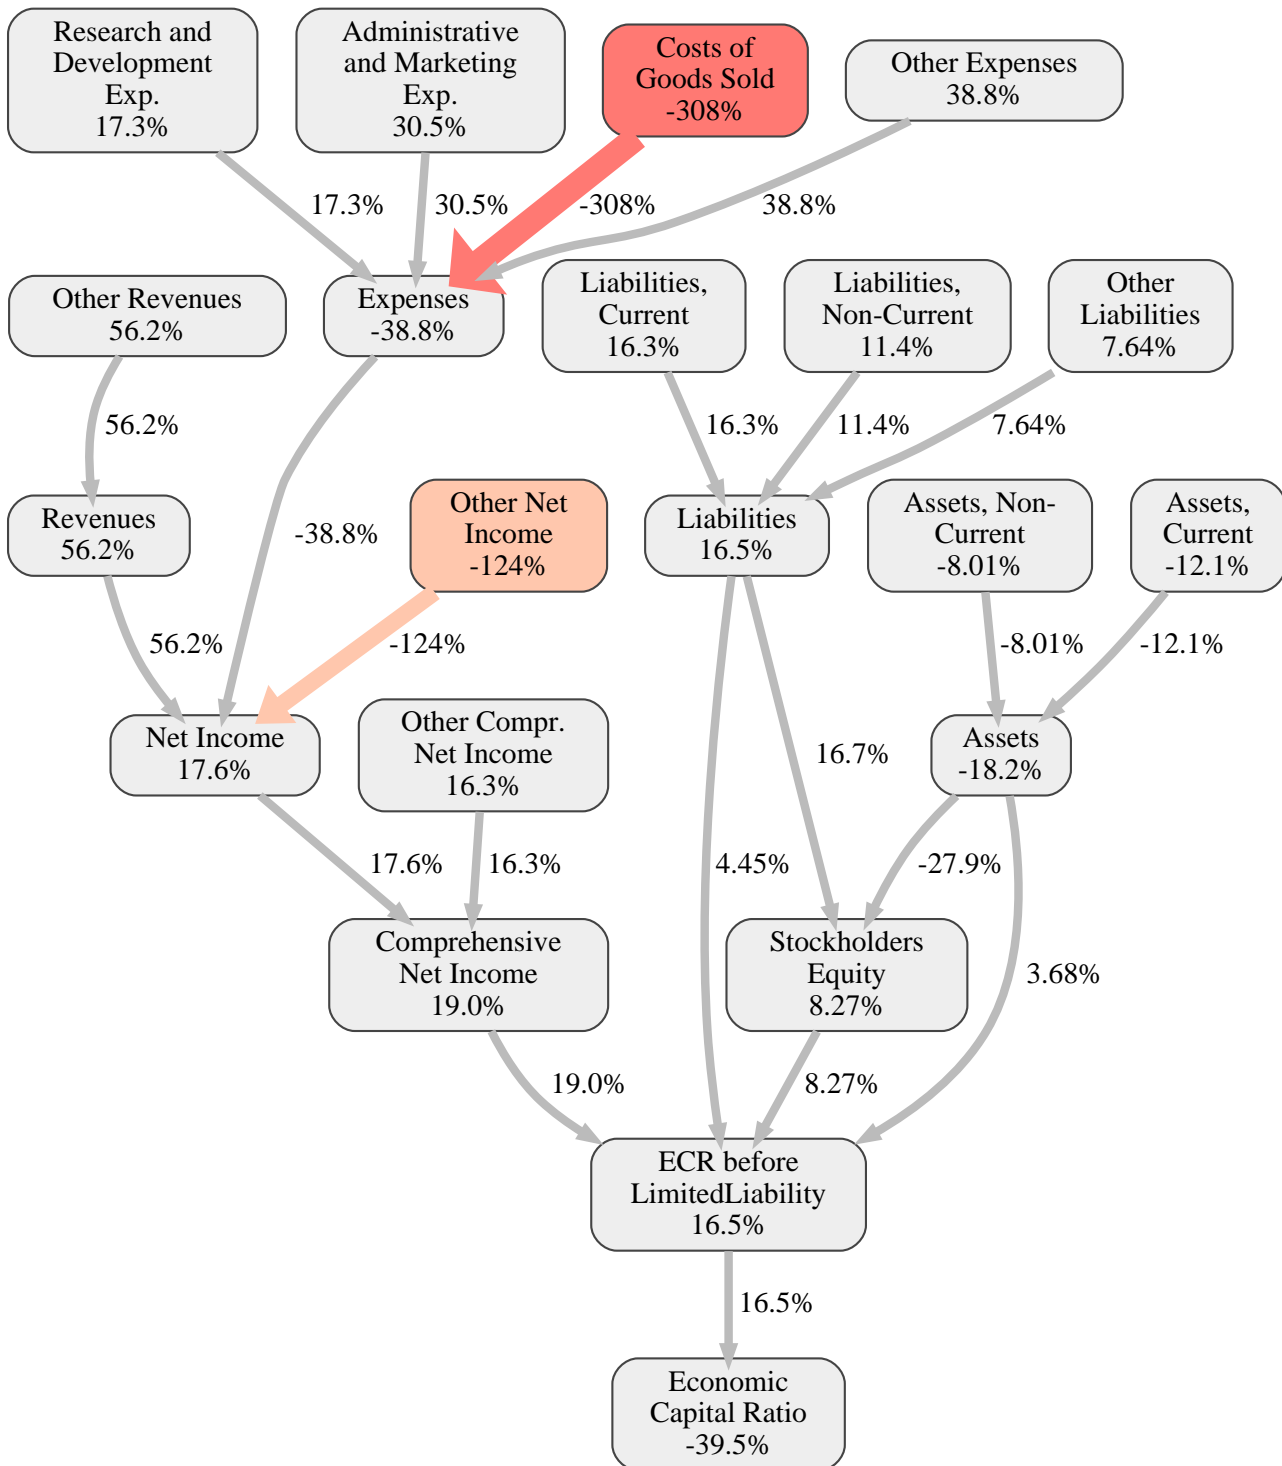 Research and
Development
Exp.
17.3%
Administrative
and Marketing
Exp.
30.5%
Costs of
Goods Sold
-308%
Other Expenses
38.8%
17.3%
30.5%
-308%
38.8%
Other Revenues
56.2%
Expenses
-38.8%
Liabilities,
Current
16.3%
Liabilities,
Non-Current
11.4%
Other
Liabilities
7.64%
56.2%
16.3%
11.4%
7.64%
Revenues
56.2%
-38.8%
Other Net
Income
-124%
Liabilities
16.5%
Assets, Non-
Current
-8.01%
Assets,
Current
-12.1%
56.2%
-124%
-8.01%
-12.1%
Net Income
17.6%
Other Compr.
Net Income
16.3%
16.7%
Assets
-18.2%
17.6%
16.3%
4.45%
-27.9%
Comprehensive
Net Income
19.0%
Stockholders
Equity
8.27%
3.68%
19.0%
8.27%
ECR before
LimitedLiability
16.5%
16.5%
Economic
Capital Ratio
-39.5%